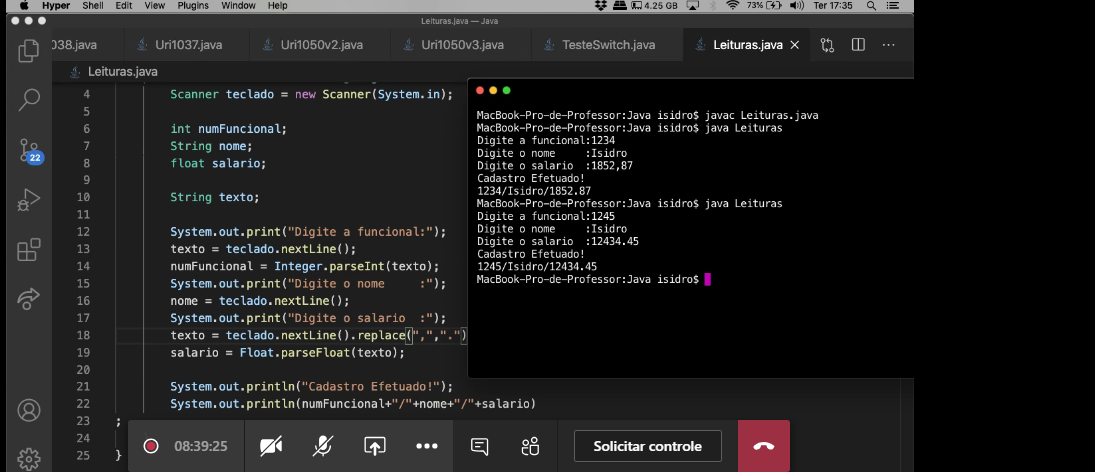 Hyper Shell Edit View Plugins Window Help 4.25 GB 73% Ter 17:35
Leituras.java — Java
038.java Uri1037.java Uri1050v2.java Uri1050v3.java TesteSwitch.java Leituras.java
Leituras.java
4 Scanner teclado = new Scanner(System.in);
5
6 int numFuncional;
7 String nome;
8 float salario;
9
10 String texto;
11
12 System.out.print("Digite a funcional:");
13 texto = teclado.nextLine();
14 numFuncional = Integer.parseInt(texto);
15 System.out.print("Digite o nome     :");
16 nome = teclado.nextLine();
17 System.out.print("Digite o salario  :");
18 texto = teclado.nextLine().replace(",",".")
19 salario = Float.parseFloat(texto);
20
21 System.out.println("Cadastro Efetuado!");
22 System.out.println(numFuncional+"/"+nome+"/"+salario)
23 ;
24
25 }
22
MacBook-Pro-de-Professor:Java isidro$ javac Leituras.java
MacBook-Pro-de-Professor:Java isidro$ java Leituras
Digite a funcional:1234
Digite o nome     :Isidro
Digite o salario  :1852,87
Cadastro Efetuado!
1234/Isidro/1852.87
MacBook-Pro-de-Professor:Java isidro$ java Leituras
Digite a funcional:1245
Digite o nome     :Isidro
Digite o salario  :12434.45
Cadastro Efetuado!
1245/Isidro/12434.45
MacBook-Pro-de-Professor:Java isidro$
08:39:25 Solicitar controle